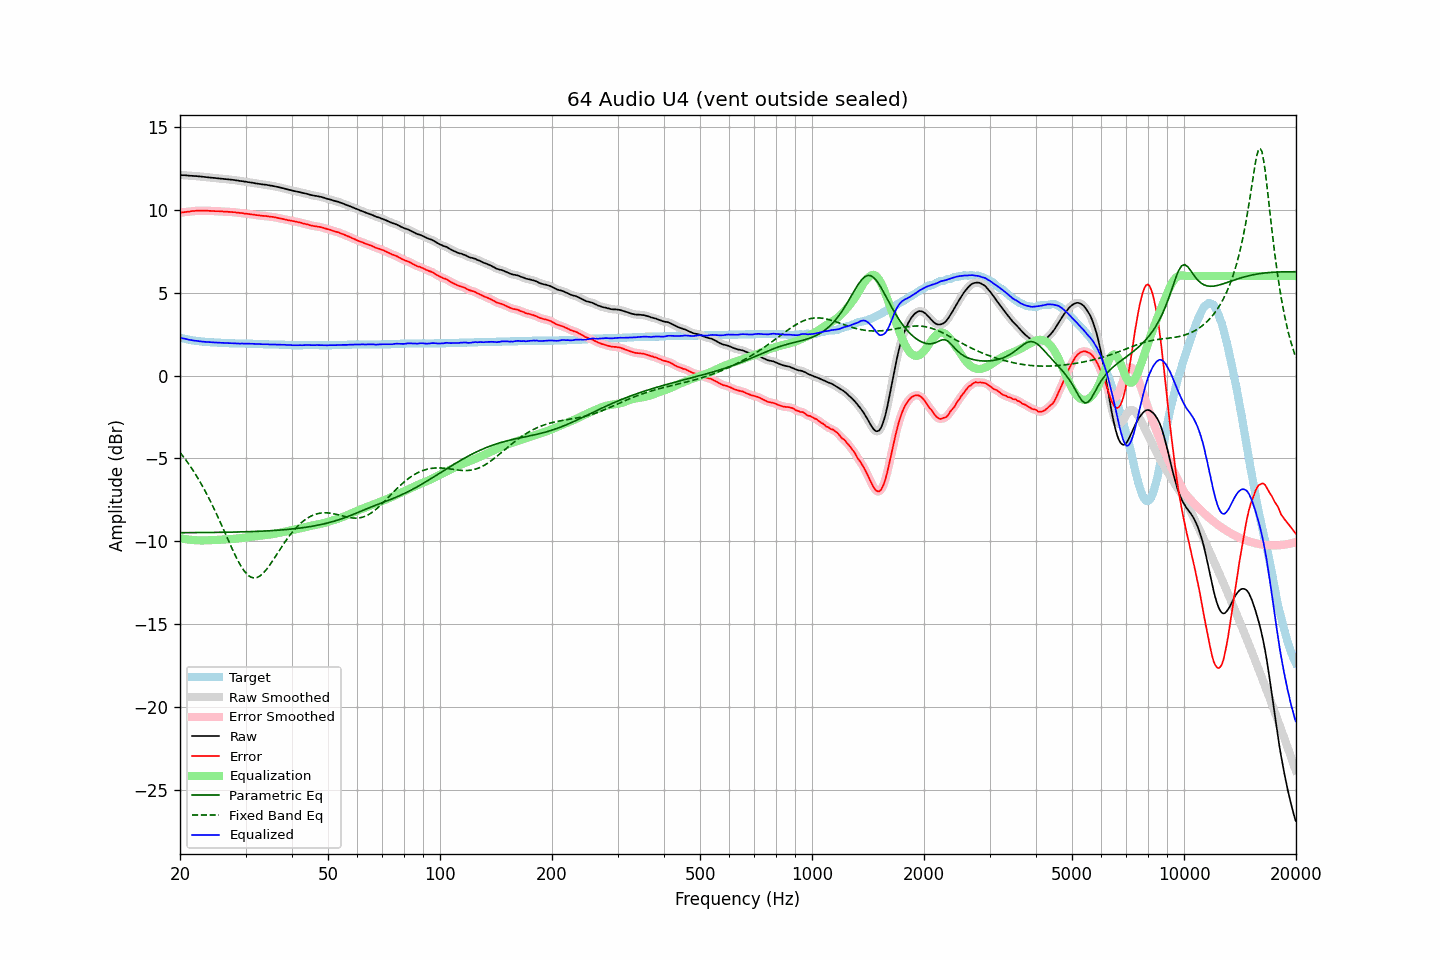 64 Audio U4 (vent outside sealed)
Amplitude (dBr)
15
10
5
0
−5
−10
−15
−20
−25
Target
Raw Smoothed
Error Smoothed
Raw
Error
Equalization
Parametric Eq
Fixed Band Eq
Equalized
20 50 100 200 500 1000 2000 5000 10000 20000
Frequency (Hz)